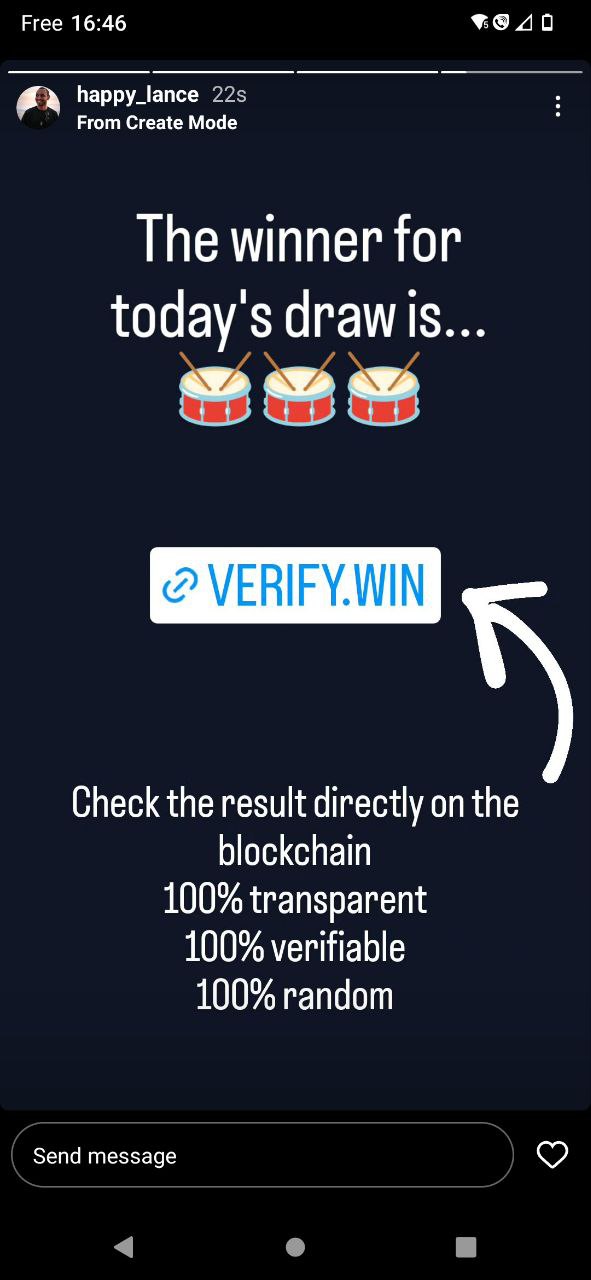 Free 16:46
happy_lance 22s
From Create Mode
The winner for
today's draw is...
🥁🥁🥁
VERIFY.WIN
Check the result directly on the
blockchain
100% transparent
100% verifiable
100% random
Send message